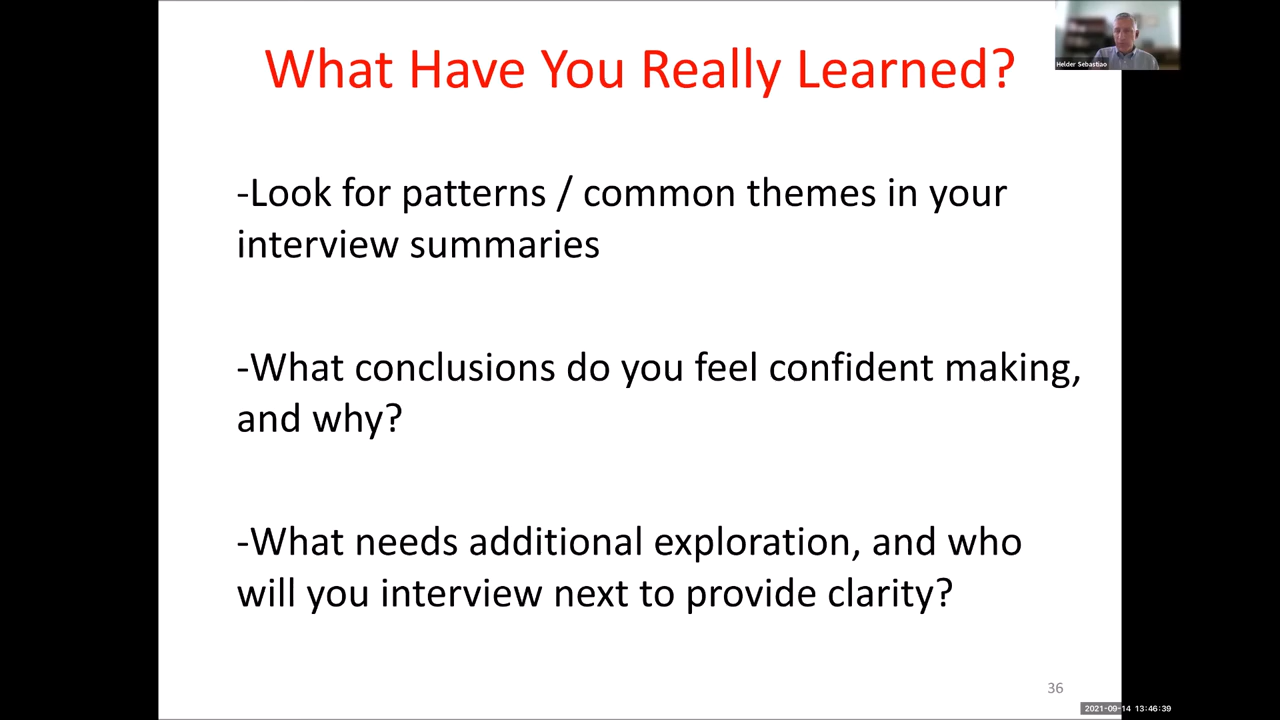 What Have You Really Learned?
Helder Sebastiao
-Look for patterns / common themes in your
interview summaries
-What conclusions do you feel confident making,
and why?
-What needs additional exploration, and who
will you interview next to provide clarity?
36
2021-09-14 13:46:39